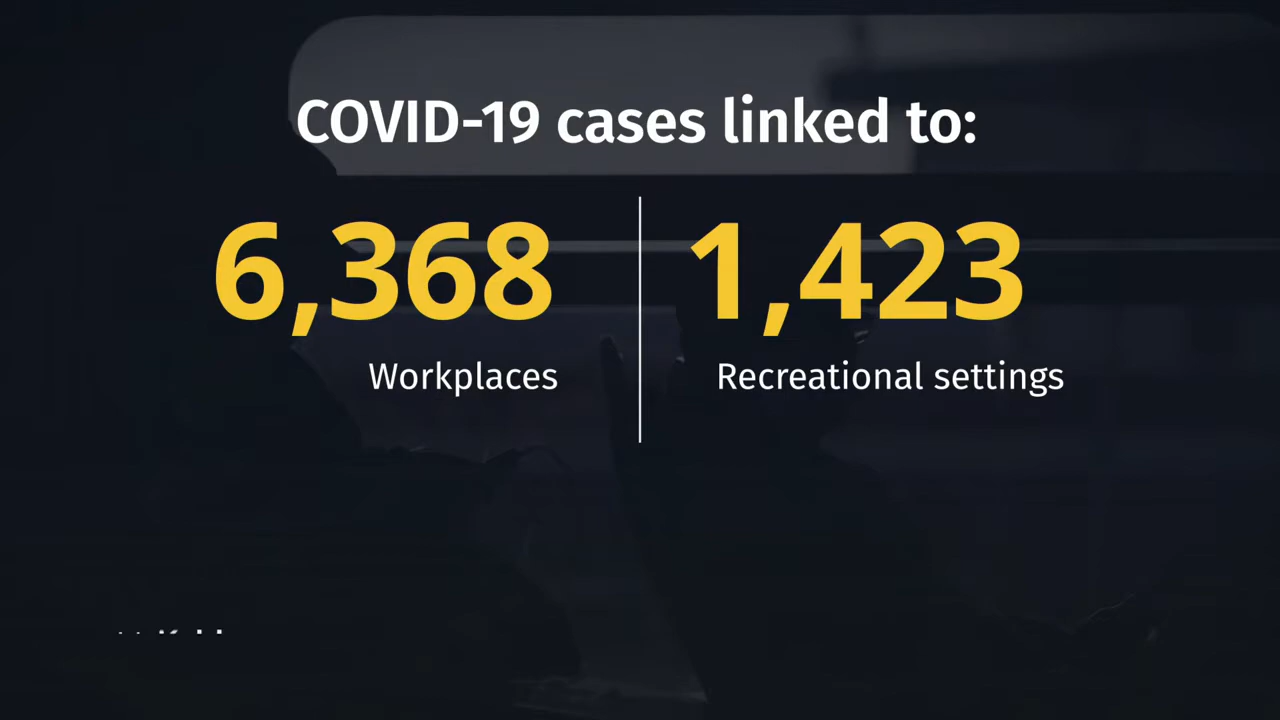 COVID-19 cases linked to:
6,368
1,423
Workplaces
Recreational settings